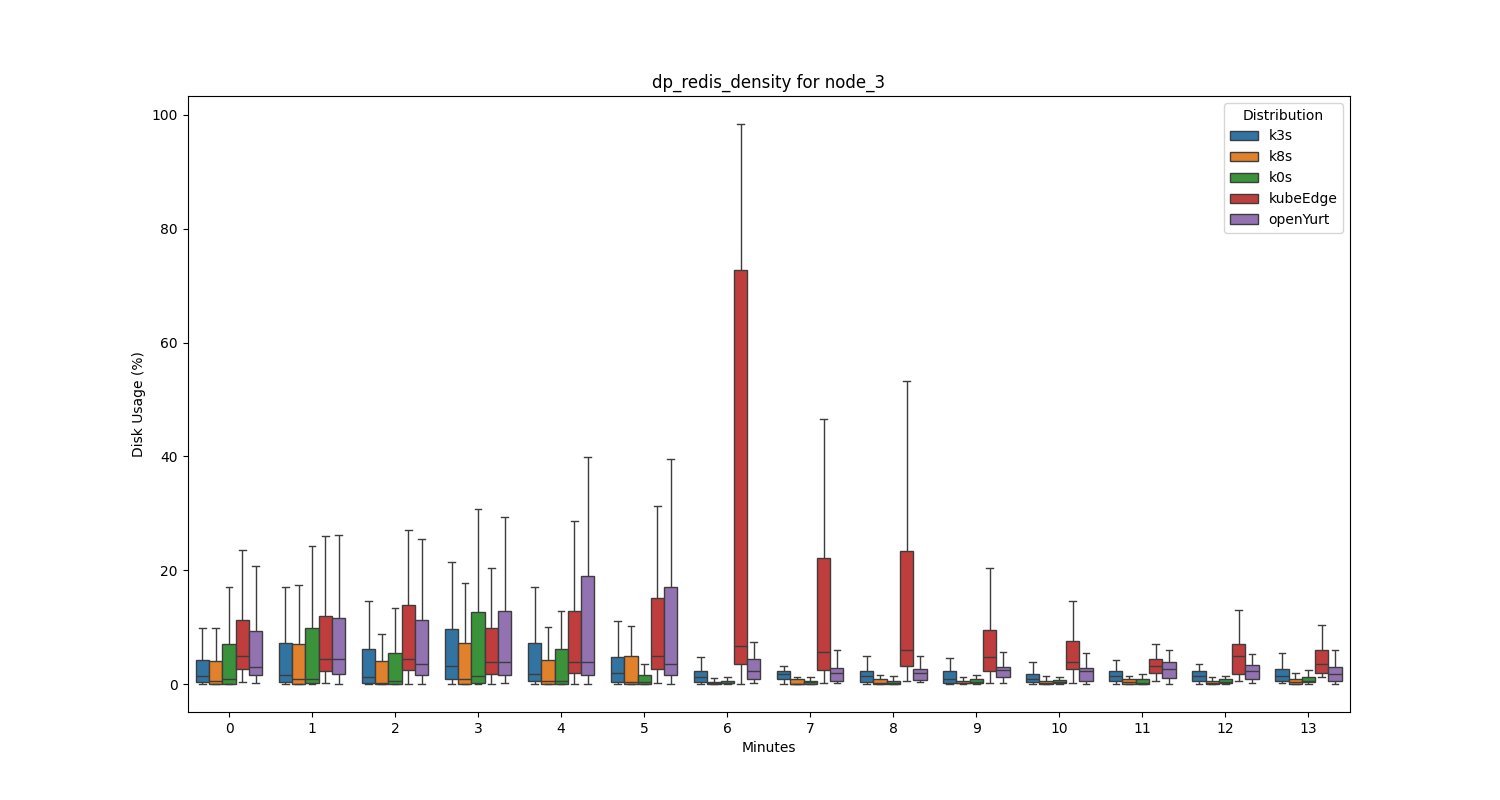 dp_redis_density for node_3
Distribution
k3s
k8s
k0s
kubeEdge
openYurt
Disk Usage (%)
100
80
60
40
20
0
0 1 2 3 4 5 6 7 8 9 10 11 12 13
Minutes